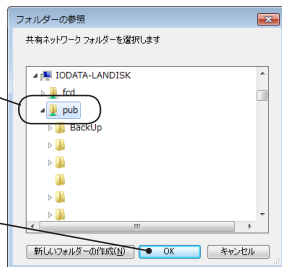 フォルダーの参照
共有ネットワーク フォルダーを選択します
IODATA-LANDISK
fcd
pub
BackUp
新しいフォルダーの作成(N)
OK
キャンセル